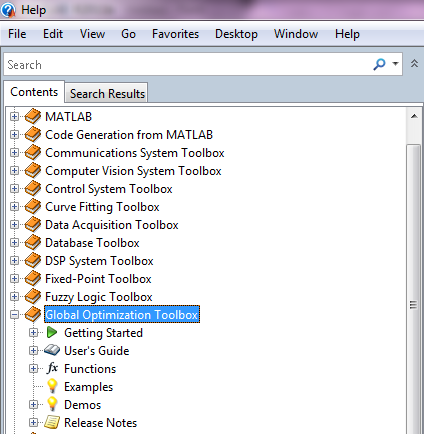 Help
File Edit View Go Favorites Desktop Window Help
Search
Contents Search Results
MATLAB
Code Generation from MATLAB
Communications System Toolbox
Computer Vision System Toolbox
Control System Toolbox
Curve Fitting Toolbox
Data Acquisition Toolbox
Database Toolbox
DSP System Toolbox
Fixed-Point Toolbox
Fuzzy Logic Toolbox
Global Optimization Toolbox
Getting Started
User's Guide
fx Functions
Examples
Demos
Release Notes